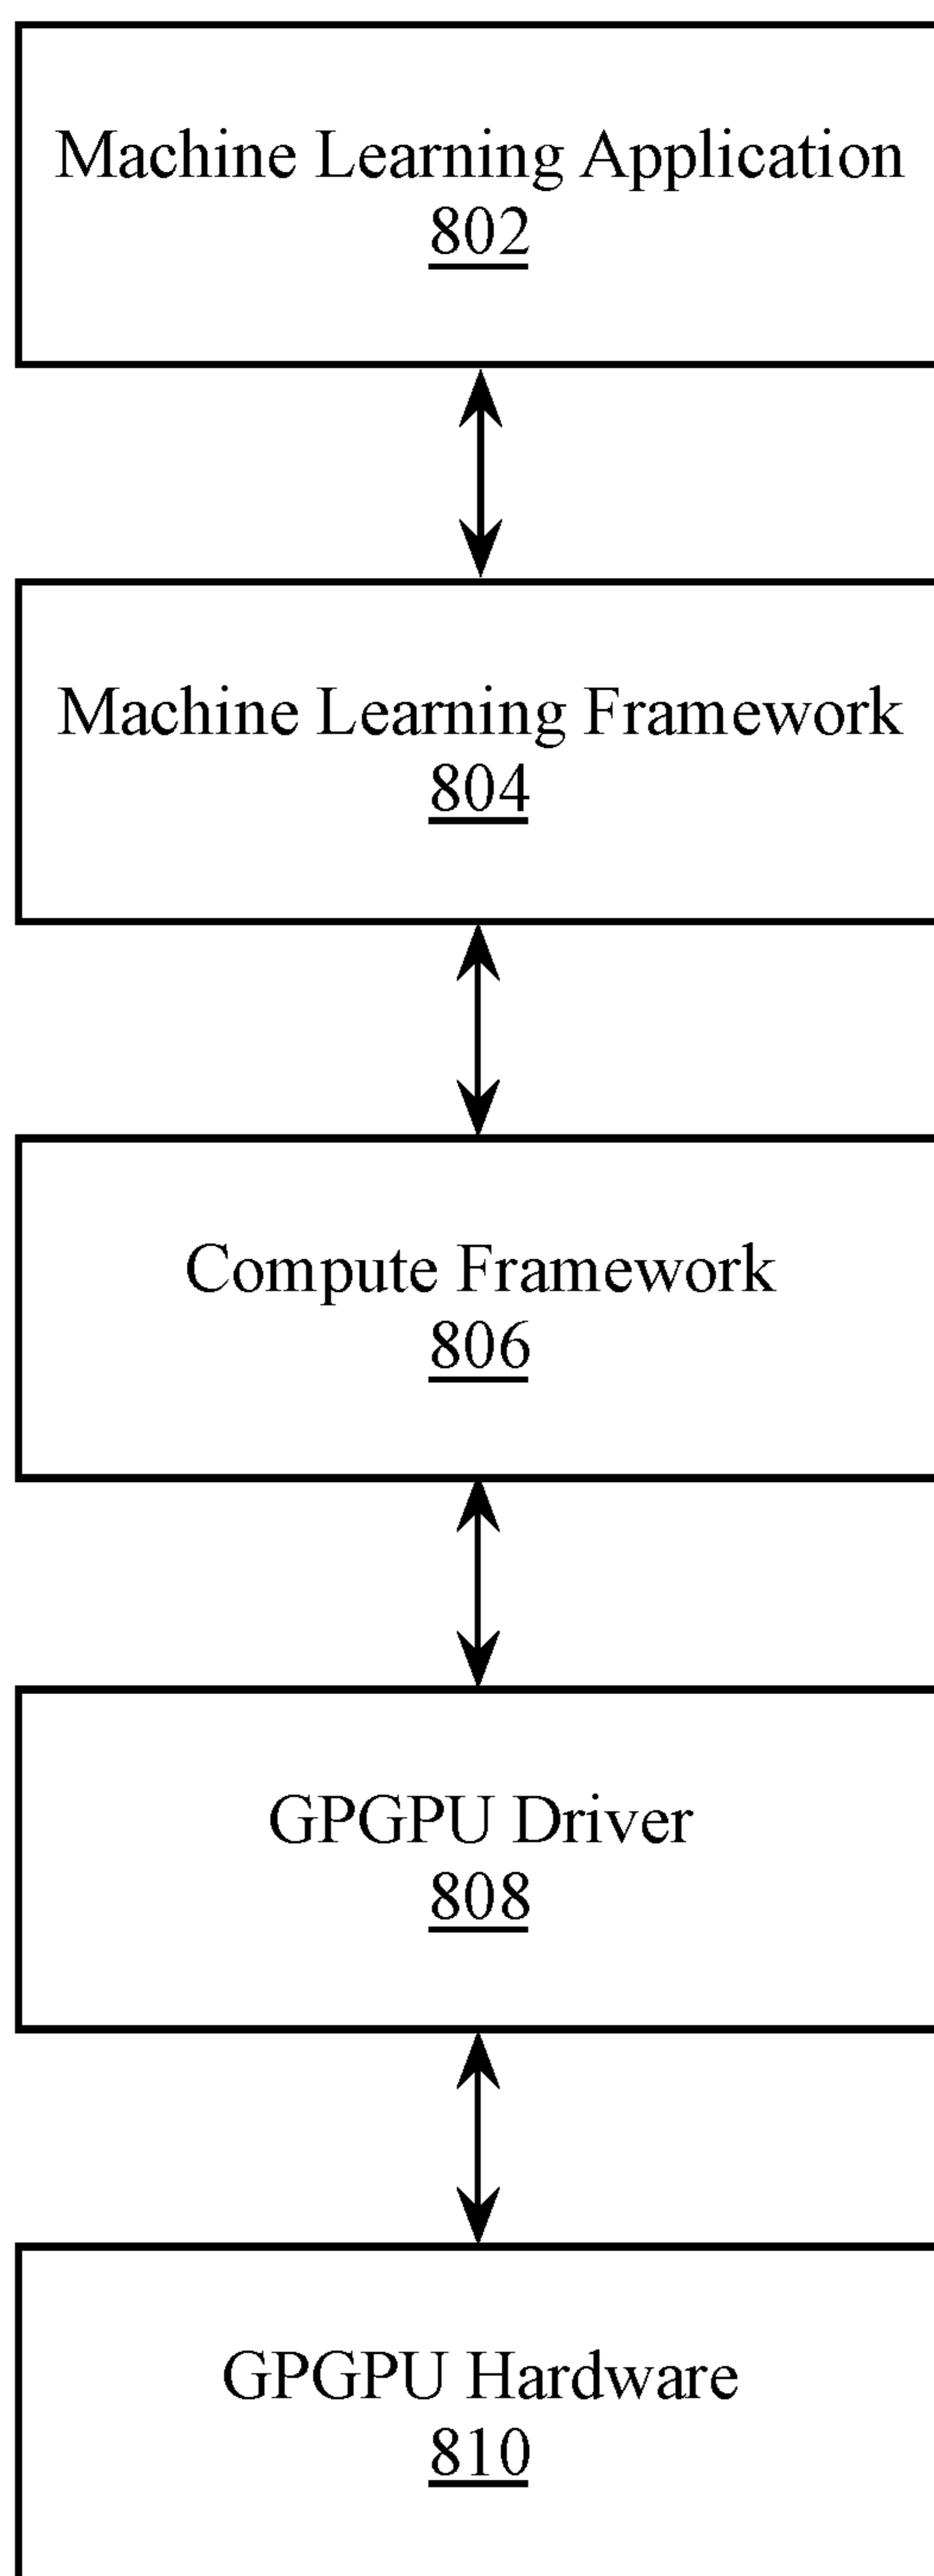 Machine Learning Application
802
Machine Learning Framework
804
Compute Framework
806
GPGPU Driver
808
GPGPU Hardware
810